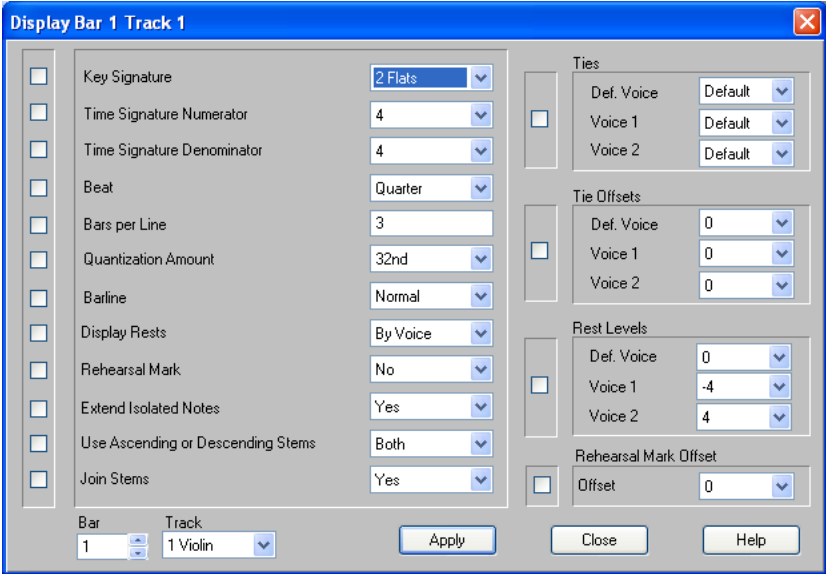 Display Bar 1 Track 1
Key Signature 2 Flats
Time Signature Numerator 4
Time Signature Denominator 4
Beat Quarter
Bars per Line 3
Quantization Amount 32nd
Barline Normal
Display Rests By Voice
Rehearsal Mark No
Extend Isolated Notes Yes
Use Ascending or Descending Stems Both
Join Stems Yes
Ties
Def. Voice Default
Voice 1 Default
Voice 2 Default
Tie Offsets
Def. Voice 0
Voice 1 0
Voice 2 0
Rest Levels
Def. Voice 0
Voice 1 -4
Voice 2 4
Rehearsal Mark Offset
Offset 0
Bar Track
1 1 Violin
Apply Close Help